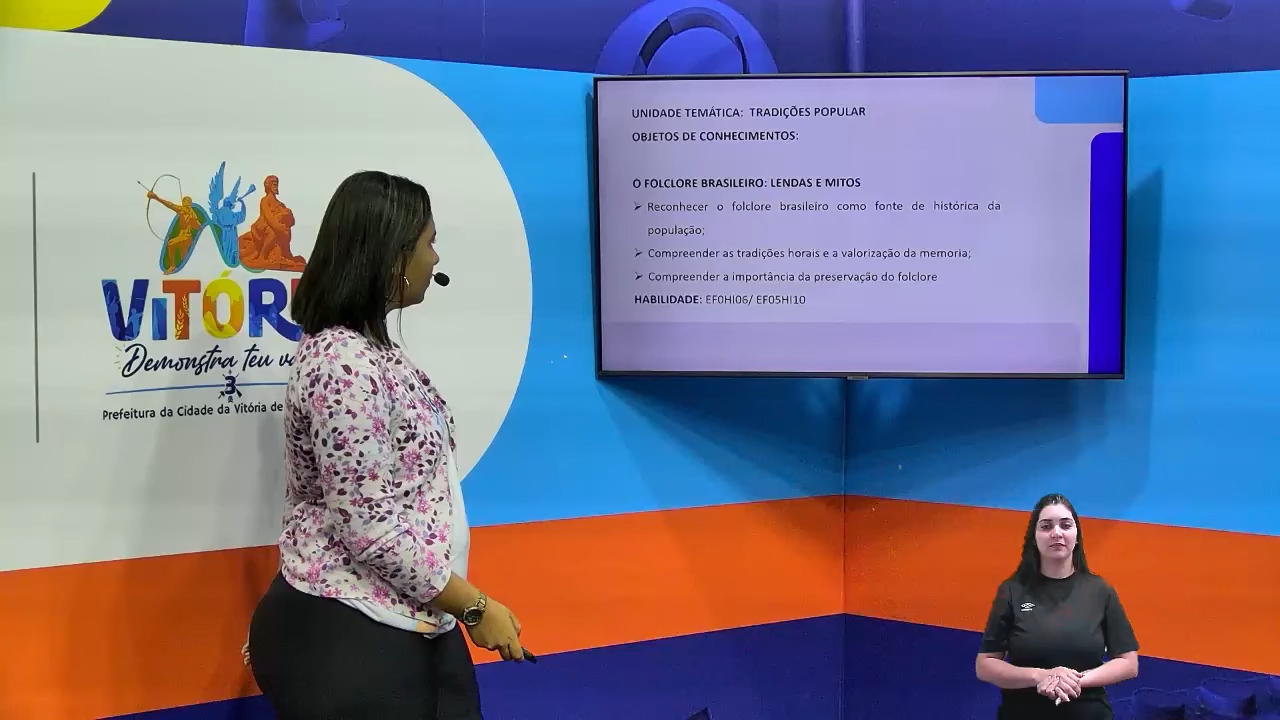 UNIDADE TEMÁTICA: TRADIÇÕES POPULAR
OBJETOS DE CONHECIMENTOS:
O FOLCLORE BRASILEIRO: LENDAS E MITOS
➢ Reconhecer o folclore brasileiro como fonte de histórica da
população;
➢ Compreender as tradições horais e a valorização da memoria;
➢ Compreender a importância da preservação do folclore
HABILIDADE: EF0HI06/ EF05HI10
VITÓR
Demonstra teu
3
Prefeitura da Cidade da Vitória de